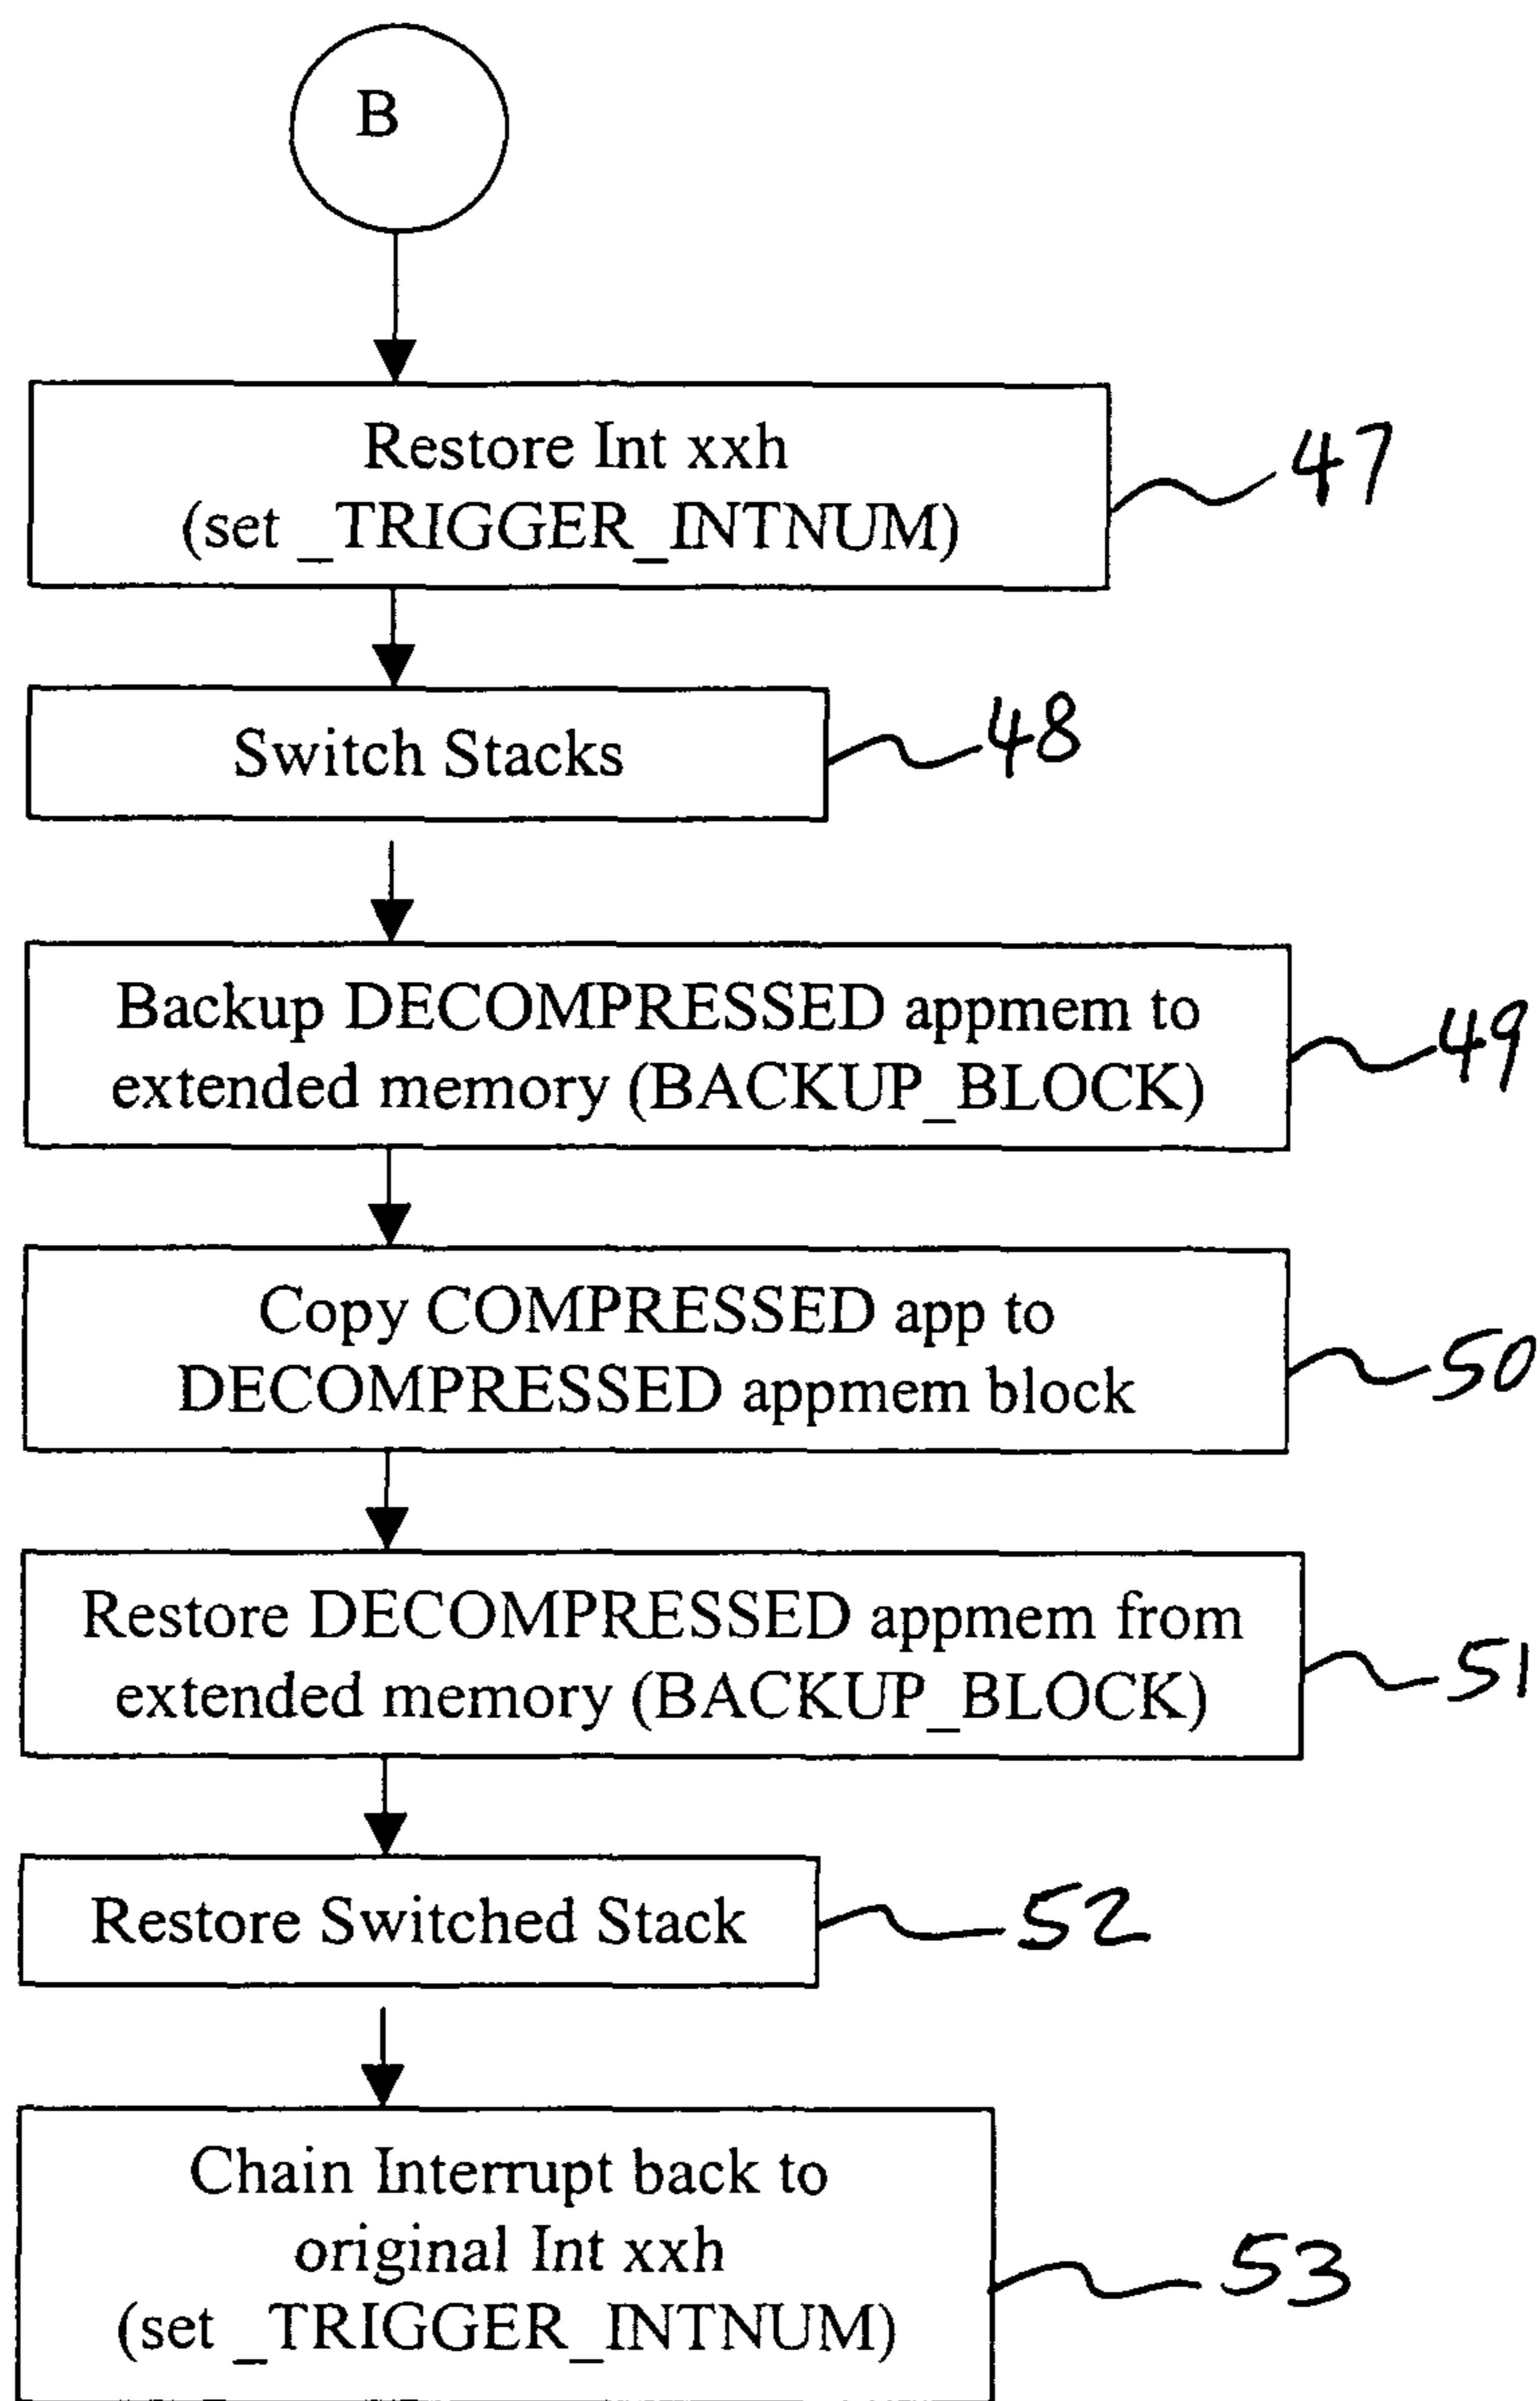 B
Restore Int xxh
(set _TRIGGER_INTNUM)
47
Switch Stacks
48
Backup DECOMPRESSED appmem to
extended memory (BACKUP_BLOCK)
49
Copy COMPRESSED app to
DECOMPRESSED appmem block
50
Restore DECOMPRESSED appmem from
extended memory (BACKUP_BLOCK)
51
Restore Switched Stack
52
Chain Interrupt back to
original Int xxh
(set _TRIGGER_INTNUM)
53